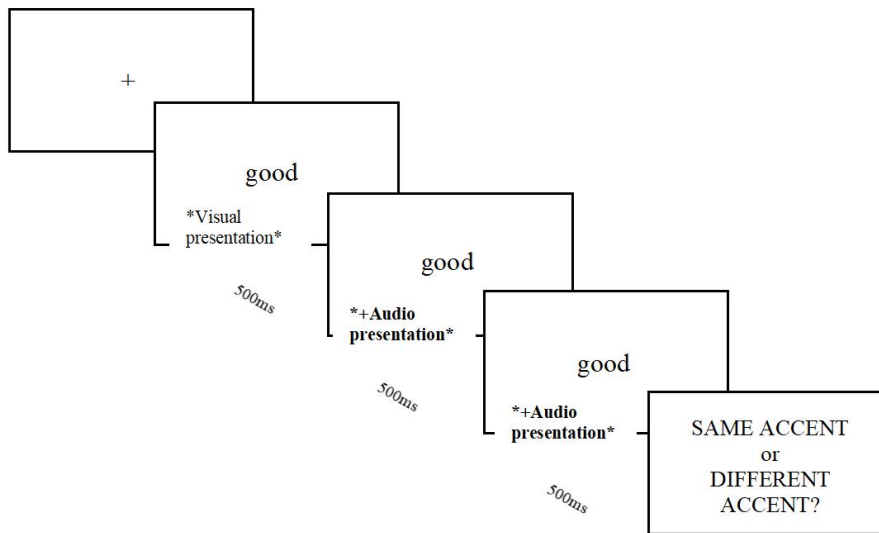 +
good
*Visual
presentation*
500ms
good
*+Audio
presentation*
500ms
good
*+Audio
presentation*
500ms
SAME ACCENT
or
DIFFERENT
ACCENT?